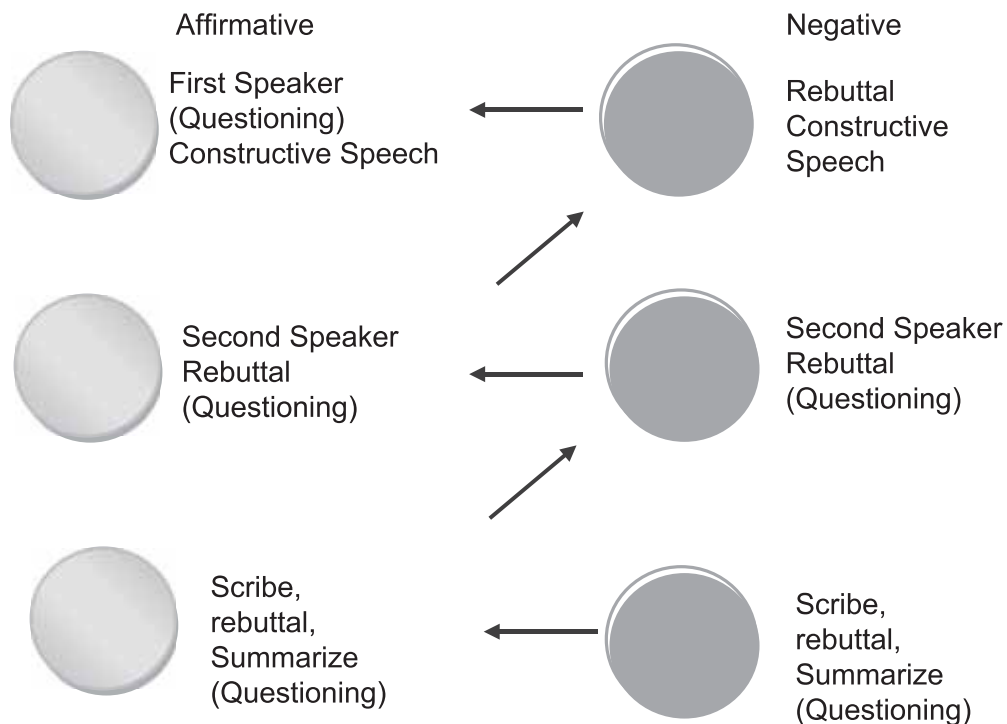 Affirmative
Negative
First Speaker
(Questioning)
Constructive Speech
Rebuttal
Constructive
Speech
Second Speaker
Rebuttal
(Questioning)
Second Speaker
Rebuttal
(Questioning)
Scribe,
rebuttal,
Summarize
(Questioning)
Scribe,
rebuttal,
Summarize
(Questioning)